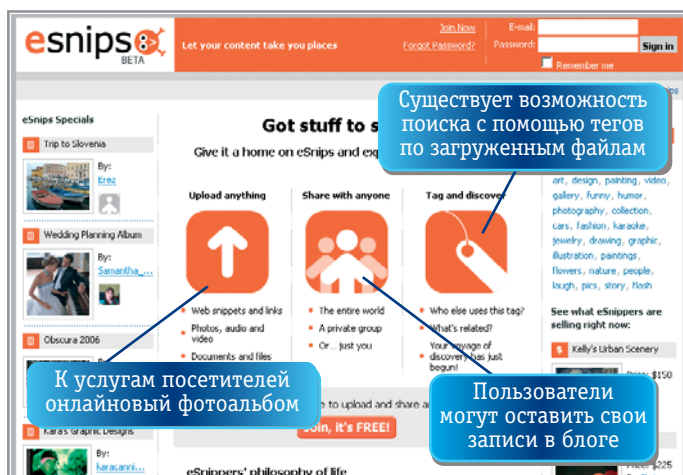 esnips
BETA
Let your content take you places
Join Now
Forgot Password?
E-mail:
Password:
Sign in
Remember me
eSnips Specials
Trip to Slovenia
By:
Erez
Wedding Planning Album
By:
Samantha_...
Obscura 2006
Kara's Graphic Designs
By:
karacanni...
Got stuff to
Give it a home on eSnips and
Upload anything
Web snippets and links
Photos, audio and
video
Documents and files
Share with anyone
The entire world
A private group
Or... just you
Tag and discover
Who else uses this tag?
What's related?
Your voyage of
discovery has just
begun!
Существует возможность
поиска с помощью тегов
по загруженным файлам
К услугам посетителей
онлайновый фотоальбом
Пользователи
могут оставить свои
записи в блоге
to upload and share
Join, it's FREE!
eSnippers' philosophy of life
art, design, painting, video,
gallery, funny, humor,
photography, collection,
cars, fashion, karaoke,
jewelry, drawing, graphic,
illustration, paintings,
flowers, nature, people,
laugh, pics, story, flash
See what eSnippers are
selling right now:
Kelly's Urban Scenery
$150
$225